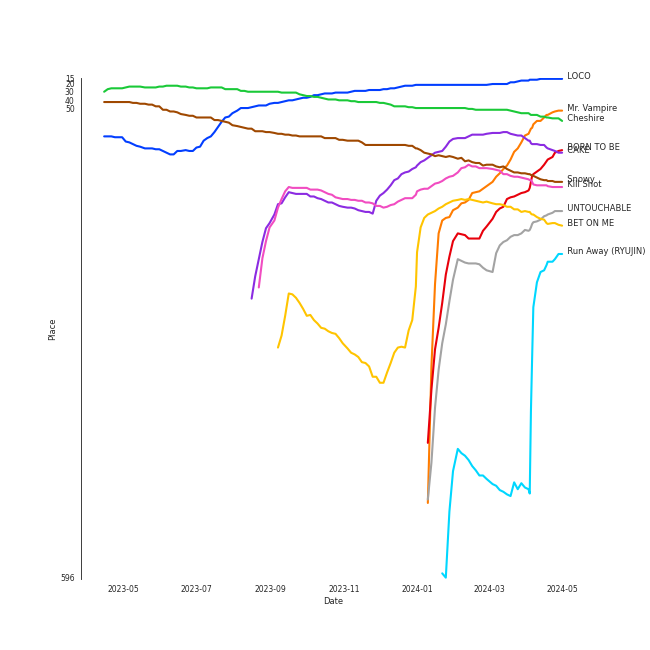 15
20
30
40
50
596
Place
2023-05
2023-07
2023-09
2023-11
2024-01
2024-03
2024-05
Date
LOCO
Mr. Vampire
Cheshire
BORN TO BE
CAKE
Snowy
Kill Shot
UNTOUCHABLE
BET ON ME
Run Away (RYUJIN)